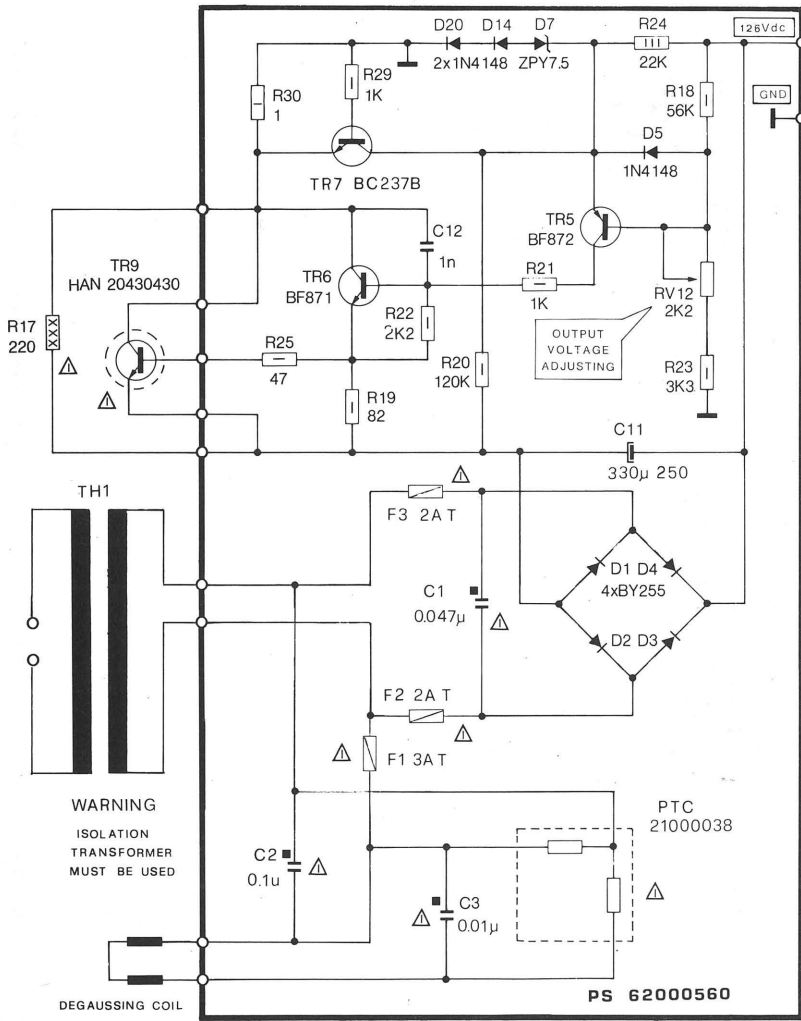 D20
D14
D7
R24
126Vdc
2x1N4148
ZPY7.5
22K
R29
1K
R30
1
R18
56K
GND
D5
1N4148
TR7 BC237B
TR9
HAN 20430430
C12
1n
TR5
BF872
TR6
BF871
R21
1K
RV12
2K2
R17
220
XXX
R22
2K2
OUTPUT
VOLTAGE
ADJUSTING
R25
47
R20
120K
R23
3K3
R19
82
C11
330µ 250
TH1
F3 2A T
D1 D4
4xBY255
C1
0.047µ
D2 D3
F2 2A T
F1 3A T
WARNING
ISOLATION
TRANSFORMER
MUST BE USED
PTC
21000038
C2
0.1u
C3
0.01µ
DEGAUSSING COIL
PS 62000560